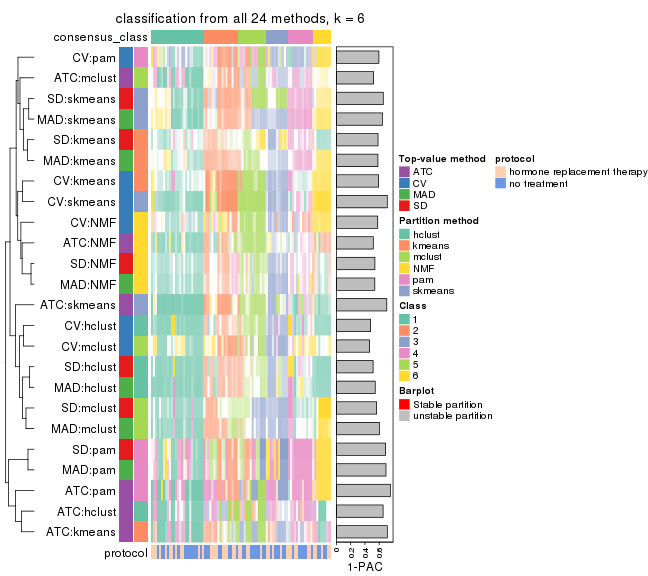 classification from all 24 methods, k = 6
consensus_class
CV:pam
ATC:mclust
SD:skmeans
MAD:skmeans
SD:kmeans
MAD:kmeans
CV:kmeans
CV:skmeans
CV:NMF
ATC:NMF
SD:NMF
MAD:NMF
ATC:skmeans
CV:hclust
CV:mclust
SD:hclust
MAD:hclust
SD:mclust
MAD:mclust
SD:pam
MAD:pam
ATC:pam
ATC:hclust
ATC:kmeans
protocol
0
0.2
0.4
0.6
1-PAC
Top-value method
ATC
CV
MAD
SD
Partition method
hclust
kmeans
mclust
NMF
pam
skmeans
Class
1
2
3
4
5
6
Barplot
Stable partition
unstable partition
protocol
hormone replacement therapy
no treatment